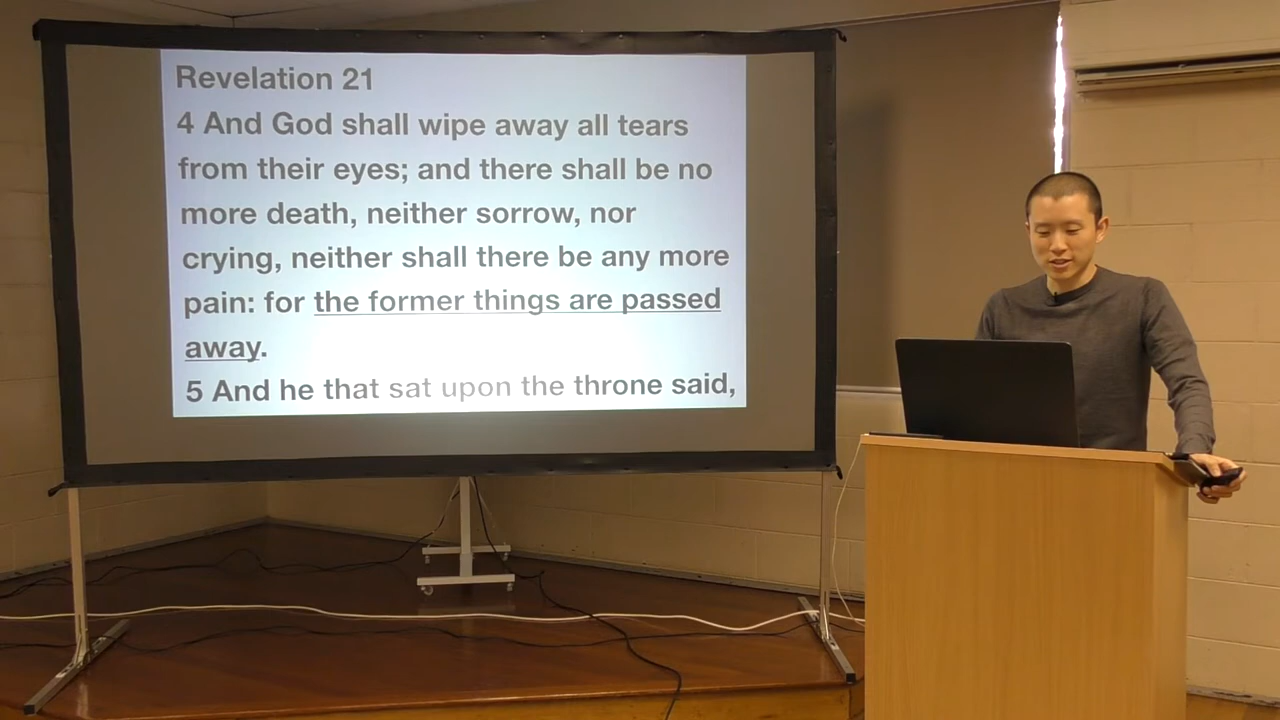 Revelation 21
4 And God shall wipe away all tears
from their eyes; and there shall be no
more death, neither sorrow, nor
crying, neither shall there be any more
pain: for the former things are passed
away.
5 And he that sat upon the throne said,